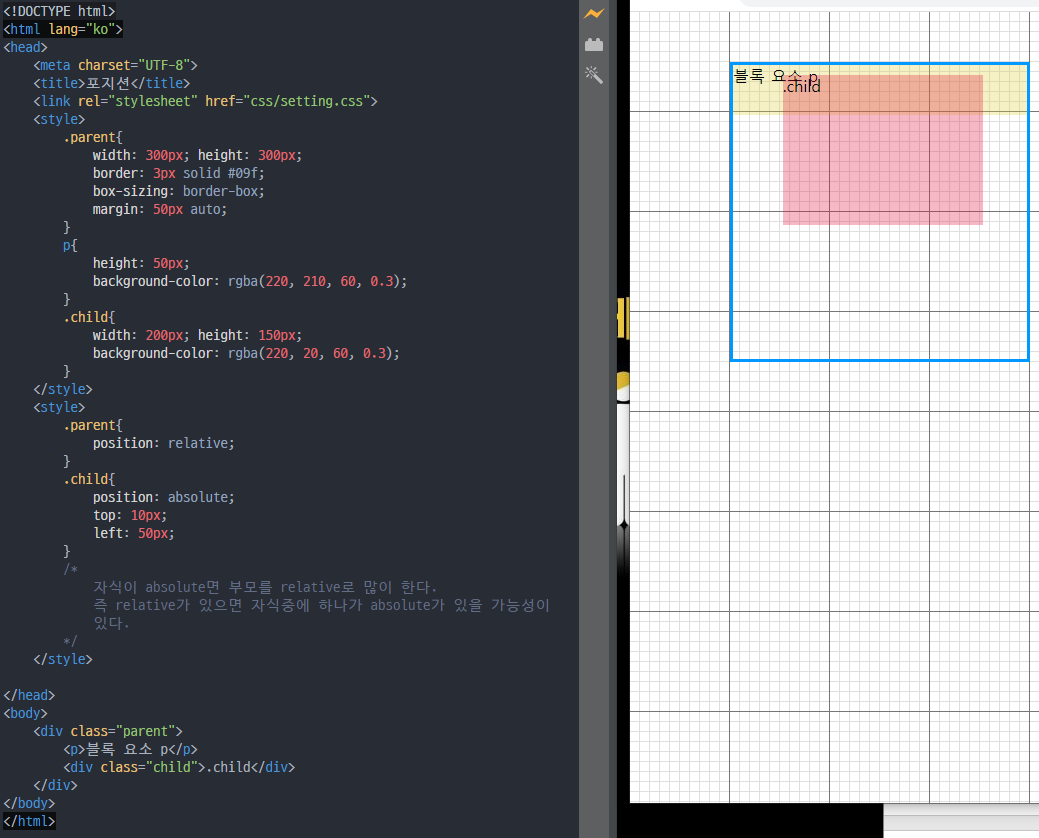 <!DOCTYPE html>
<html lang="ko">
<head>
    <meta charset="UTF-8">
    <title>포지션</title>
    <link rel="stylesheet" href="css/setting.css">
    <style>
        .parent{
            width: 300px; height: 300px;
            border: 3px solid #09f;
            box-sizing: border-box;
            margin: 50px auto;
        }
        p{
            height: 50px;
            background-color: rgba(220, 210, 60, 0.3);
        }
        .child{
            width: 200px; height: 150px;
            background-color: rgba(220, 20, 60, 0.3);
        }
    </style>
    <style>
        .parent{
            position: relative;
        }
        .child{
            position: absolute;
            top: 10px;
            left: 50px;
        }
        /*
            자식이 absolute면 부모를 relative로 많이 한다.
            즉 relative가 있으면 자식중에 하나가 absolute가 있을 가능성이
            있다.
        */
    </style>

</head>
<body>
    <div class="parent">
        <p>블록 요소 p</p>
        <div class="child">.child</div>
    </div>
</body>
</html>
블록 요소 p
.child